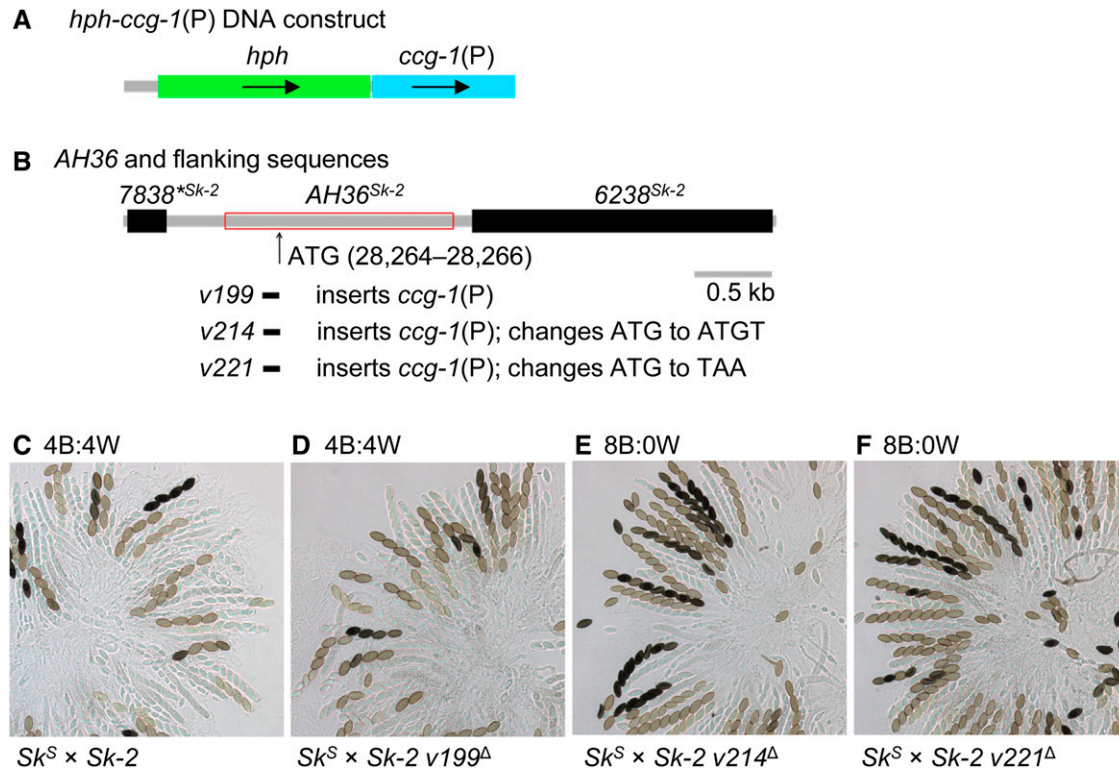 A hph-ccg-1(P) DNA construct
hph ccg-1(P)
B AH36 and flanking sequences
7838*Sk-2 AH36Sk-2 6238Sk-2
ATG (28,264–28,266)
0.5 kb
v199 inserts ccg-1(P)
v214 inserts ccg-1(P); changes ATG to ATGT
v221 inserts ccg-1(P); changes ATG to TAA
C 4B:4W D 4B:4W E 8B:0W F 8B:0W
SkS × Sk-2 SkS × Sk-2 v199Δ SkS × Sk-2 v214Δ SkS × Sk-2 v221Δ